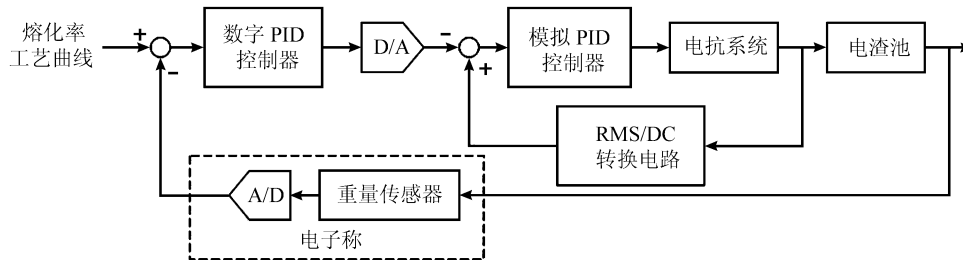 熔化率
工艺曲线
+
−
数字 PID
控制器
D/A
−
+
模拟 PID
控制器
电抗系统
电渣池
RMS/DC
转换电路
A/D
重量传感器
电子称